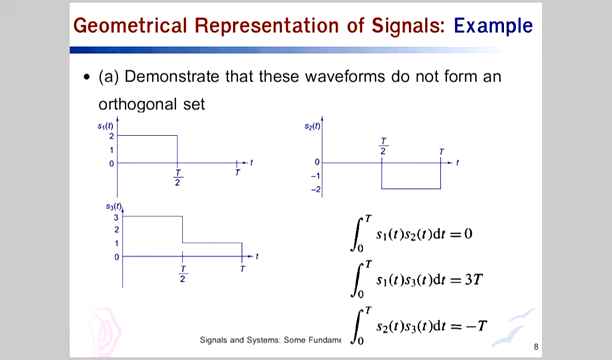 Geometrical Representation of Signals: Example
• (a) Demonstrate that these waveforms do not form an
orthogonal set
s₁(t)
2
1
0
T/2
T
t
s₂(t)
0
−1
−2
T/2
T
t
s₃(t)
3
2
1
0
T/2
T
t
∫₀ᵀ s₁(t)s₂(t)dt = 0
∫₀ᵀ s₁(t)s₃(t)dt = 3T
∫₀ᵀ s₂(t)s₃(t)dt = −T
Signals and Systems: Some Fundame
8